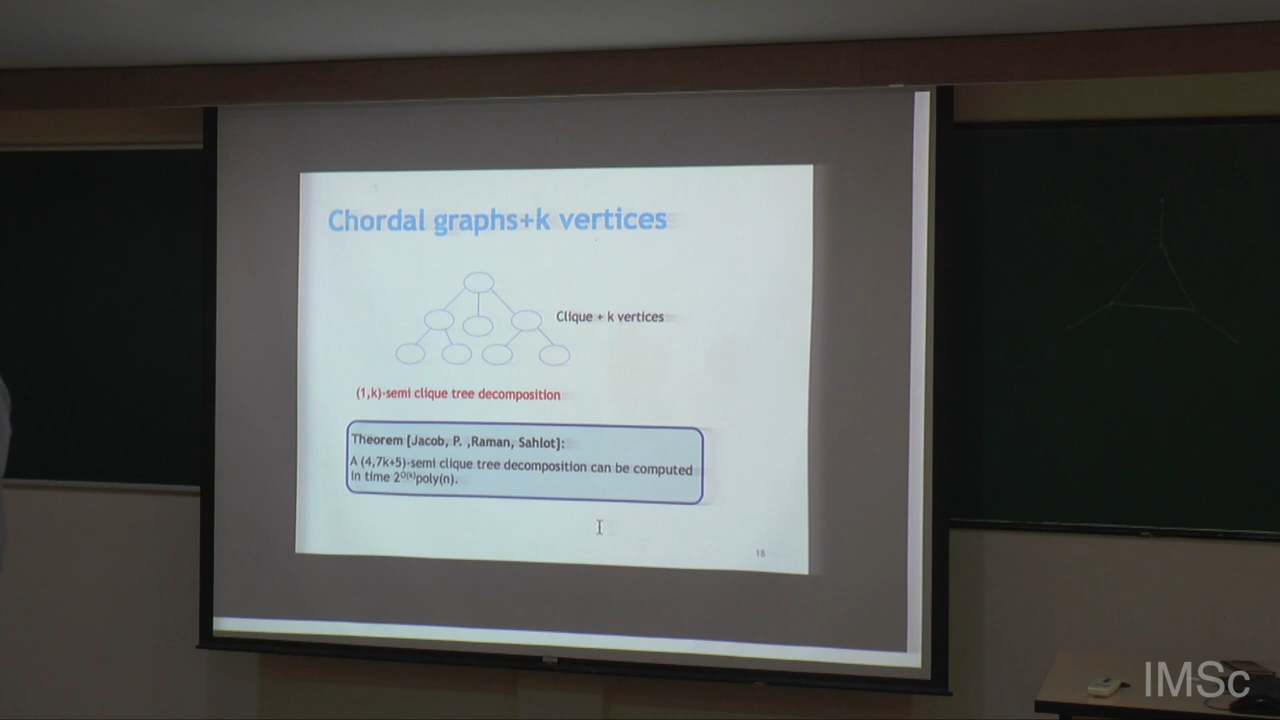 Chordal graphs+k vertices
Clique + k vertices
(1,k)-semi clique tree decomposition
Theorem [Jacob, P. ,Raman, Sahlot]:
A (4,7k+5)-semi clique tree decomposition can be computed
in time 2^O(k)poly(n).
18
IMSc